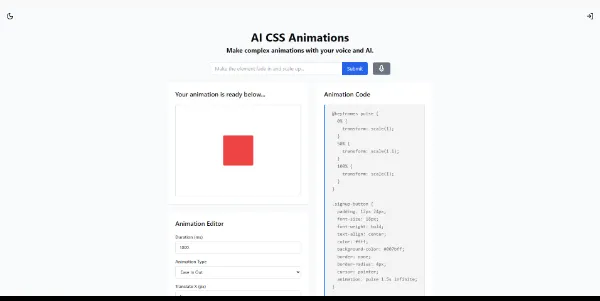 AI CSS Animations
Make complex animations with your voice and AI.
Make the element fade in and scale up...
Submit
Your animation is ready below...
Animation Editor
Duration (ms)
1000
Animation Type
Ease In Out
Translate X (px)
Animation Code
@keyframes pulse {
0% {
transform: scale(1);
}
50% {
transform: scale(1.1);
}
100% {
transform: scale(1);
}
}
.signup-button {
padding: 12px 24px;
font-size: 16px;
font-weight: bold;
text-align: center;
color: #fff;
background-color: #007bff;
border: none;
border-radius: 4px;
cursor: pointer;
animation: pulse 1.5s infinite;
}